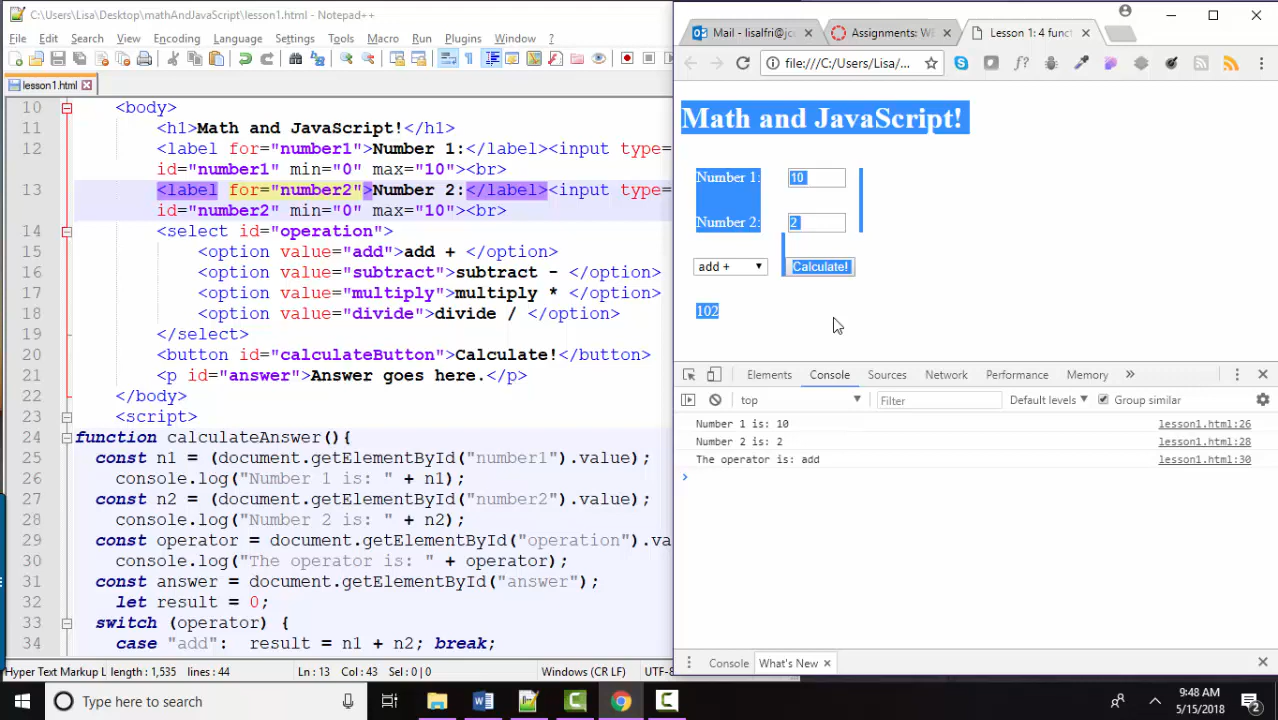 C:\Users\Lisa\Desktop\mathAndJavaScript\lesson1.html - Notepad++
File Edit Search View Encoding Language Settings Tools Macro Run Plugins Window ?
lesson1.html
10 <body>
11 <h1>Math and JavaScript!</h1>
12 <label for="number1">Number 1:</label><input type=
id="number1" min="0" max="10"><br>
13 <label for="number2">Number 2:</label><input type=
id="number2" min="0" max="10"><br>
14 <select id="operation">
15 <option value="add">add + </option>
16 <option value="subtract">subtract - </option>
17 <option value="multiply">multiply * </option>
18 <option value="divide">divide / </option>
19 </select>
20 <button id="calculateButton">Calculate!</button>
21 <p id="answer">Answer goes here.</p>
22 </body>
23 <script>
24 function calculateAnswer(){
25 const n1 = (document.getElementById("number1").value);
26 console.log("Number 1 is: " + n1);
27 const n2 = (document.getElementById("number2").value);
28 console.log("Number 2 is: " + n2);
29 const operator = document.getElementById("operation").va
30 console.log("The operator is: " + operator);
31 const answer = document.getElementById("answer");
32 let result = 0;
33 switch (operator) {
34 case "add": result = n1 + n2; break;
Hyper Text Markup L length : 1,535 lines : 44 Ln : 13 Col : 43 Sel : 0 | 0 Windows (CR LF) UTF-8
Mail - lisalfri@jc
Assignments: WE
Lesson 1: 4 funct
file:///C:/Users/Lisa/...
Math and JavaScript!
Number 1: 10
Number 2: 2
add + Calculate!
102
Elements Console Sources Network Performance Memory »
top Filter Default levels Group similar
Number 1 is: 10 lesson1.html:26
Number 2 is: 2 lesson1.html:28
The operator is: add lesson1.html:30
Console What's New
Type here to search
9:48 AM
5/15/2018
2